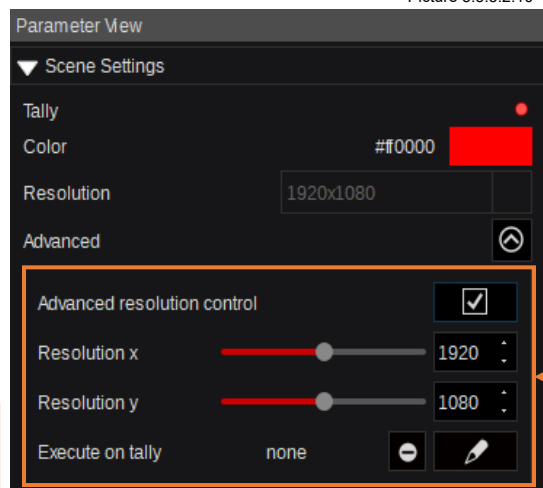 Parameter View
Scene Settings
Tally
Color #ff0000
Resolution 1920x1080
Advanced
Advanced resolution control
Resolution x 1920
Resolution y 1080
Execute on tally none